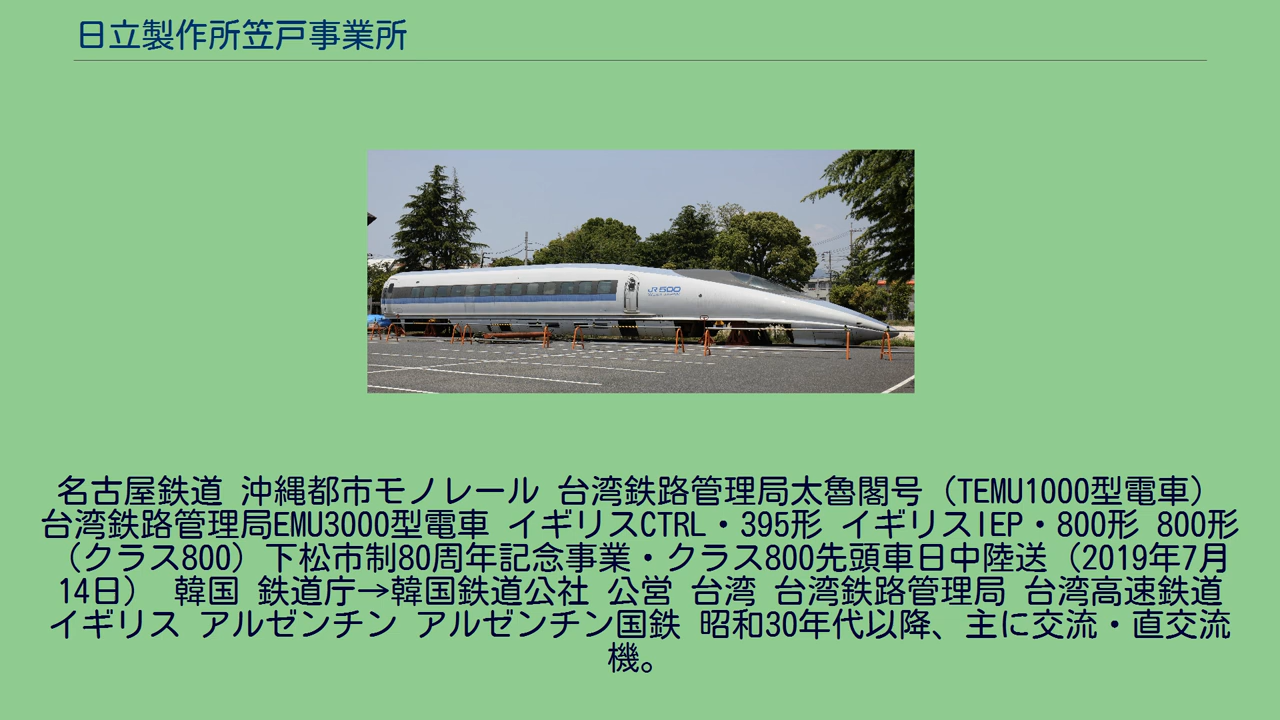 日立製作所笠戸事業所
JR500
名古屋鉄道 沖縄都市モノレール 台湾鉄路管理局太魯閣号（TEMU1000型電車）
台湾鉄路管理局EMU3000型電車 イギリスCTRL・395形 イギリスIEP・800形 800形
（クラス800）下松市制80周年記念事業・クラス800先頭車日中陸送（2019年7月
14日） 韓国 鉄道庁→韓国鉄道公社 公営 台湾 台湾鉄路管理局 台湾高速鉄道
イギリス アルゼンチン アルゼンチン国鉄 昭和30年代以降、主に交流・直交流
機。